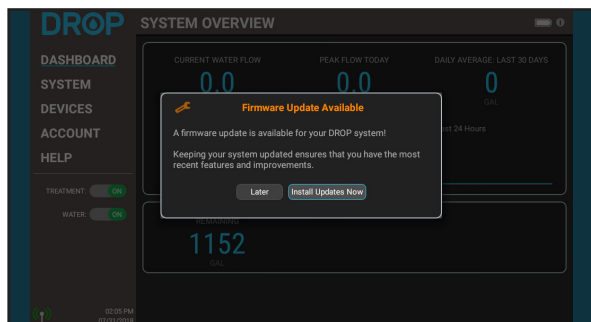 DROP
SYSTEM OVERVIEW
DASHBOARD
SYSTEM
DEVICES
ACCOUNT
HELP
TREATMENT: ON
WATER: ON
02:05 PM
07/31/2018
CURRENT WATER FLOW
PEAK FLOW TODAY
DAILY AVERAGE: LAST 30 DAYS
0.0
0.0
0
GAL
st 24 Hours
Firmware Update Available
A firmware update is available for your DROP system!
Keeping your system updated ensures that you have the most
recent features and improvements.
Later
Install Updates Now
REMAINING
1152
GAL